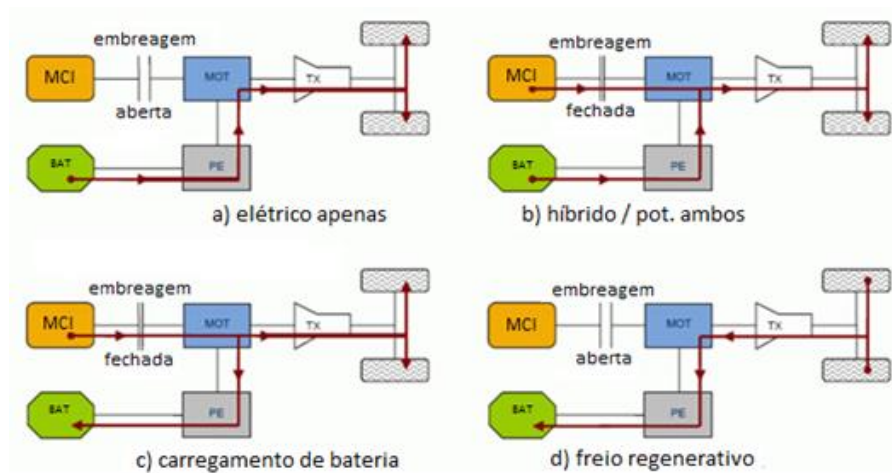 embreagem
MCI
MOT
TX
aberta
BAT
PE
a) elétrico apenas
embreagem
MCI
MOT
TX
fechada
BAT
PE
b) híbrido / pot. ambos
embreagem
MCI
MOT
TX
fechada
BAT
PE
c) carregamento de bateria
embreagem
MCI
MOT
TX
aberta
BAT
PE
d) freio regenerativo